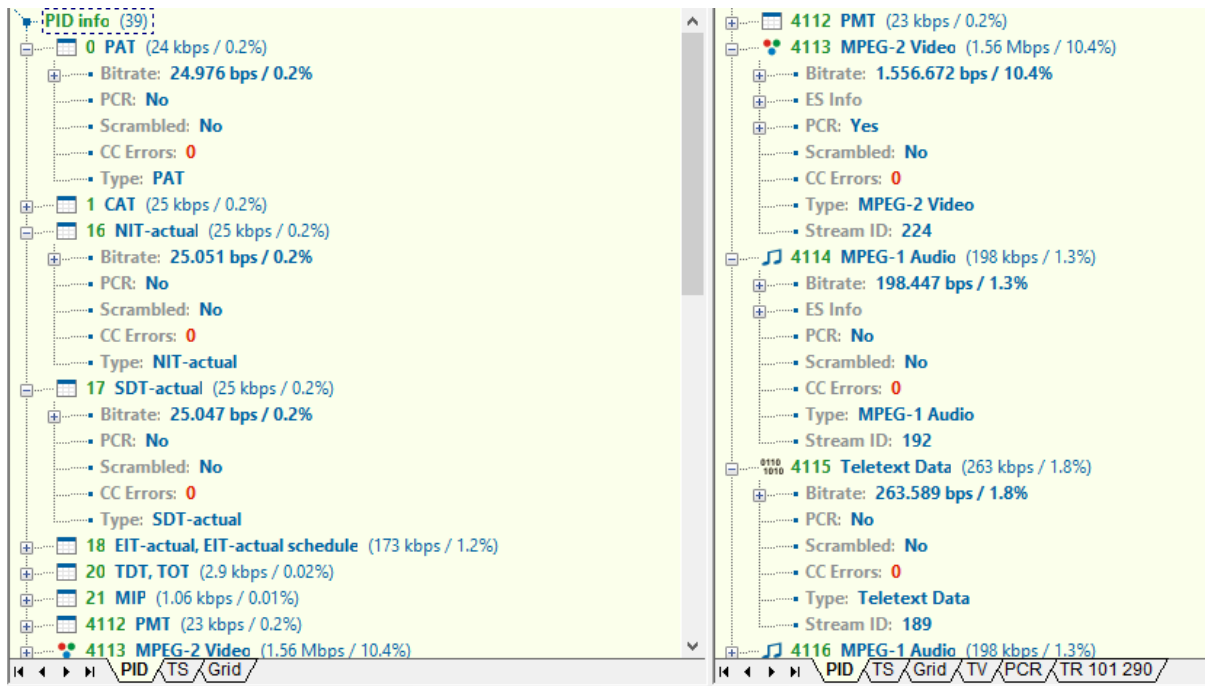 PID info (39)
0 PAT (24 kbps / 0.2%)
Bitrate: 24.976 bps / 0.2%
PCR: No
Scrambled: No
CC Errors: 0
Type: PAT
1 CAT (25 kbps / 0.2%)
16 NIT-actual (25 kbps / 0.2%)
Bitrate: 25.051 bps / 0.2%
PCR: No
Scrambled: No
CC Errors: 0
Type: NIT-actual
17 SDT-actual (25 kbps / 0.2%)
Bitrate: 25.047 bps / 0.2%
PCR: No
Scrambled: No
CC Errors: 0
Type: SDT-actual
18 EIT-actual, EIT-actual schedule (173 kbps / 1.2%)
20 TDT, TOT (2.9 kbps / 0.02%)
21 MIP (1.06 kbps / 0.01%)
4112 PMT (23 kbps / 0.2%)
4113 MPEG-2 Video (1.56 Mbps / 10.4%)
PID TS Grid
4112 PMT (23 kbps / 0.2%)
4113 MPEG-2 Video (1.56 Mbps / 10.4%)
Bitrate: 1.556.672 bps / 10.4%
ES Info
PCR: Yes
Scrambled: No
CC Errors: 0
Type: MPEG-2 Video
Stream ID: 224
4114 MPEG-1 Audio (198 kbps / 1.3%)
Bitrate: 198.447 bps / 1.3%
ES Info
PCR: No
Scrambled: No
CC Errors: 0
Type: MPEG-1 Audio
Stream ID: 192
0110
1010
4115 Teletext Data (263 kbps / 1.8%)
Bitrate: 263.589 bps / 1.8%
PCR: No
Scrambled: No
CC Errors: 0
Type: Teletext Data
Stream ID: 189
4116 MPEG-1 Audio (198 kbps / 1.3%)
PID TS Grid TV PCR TR 101 290